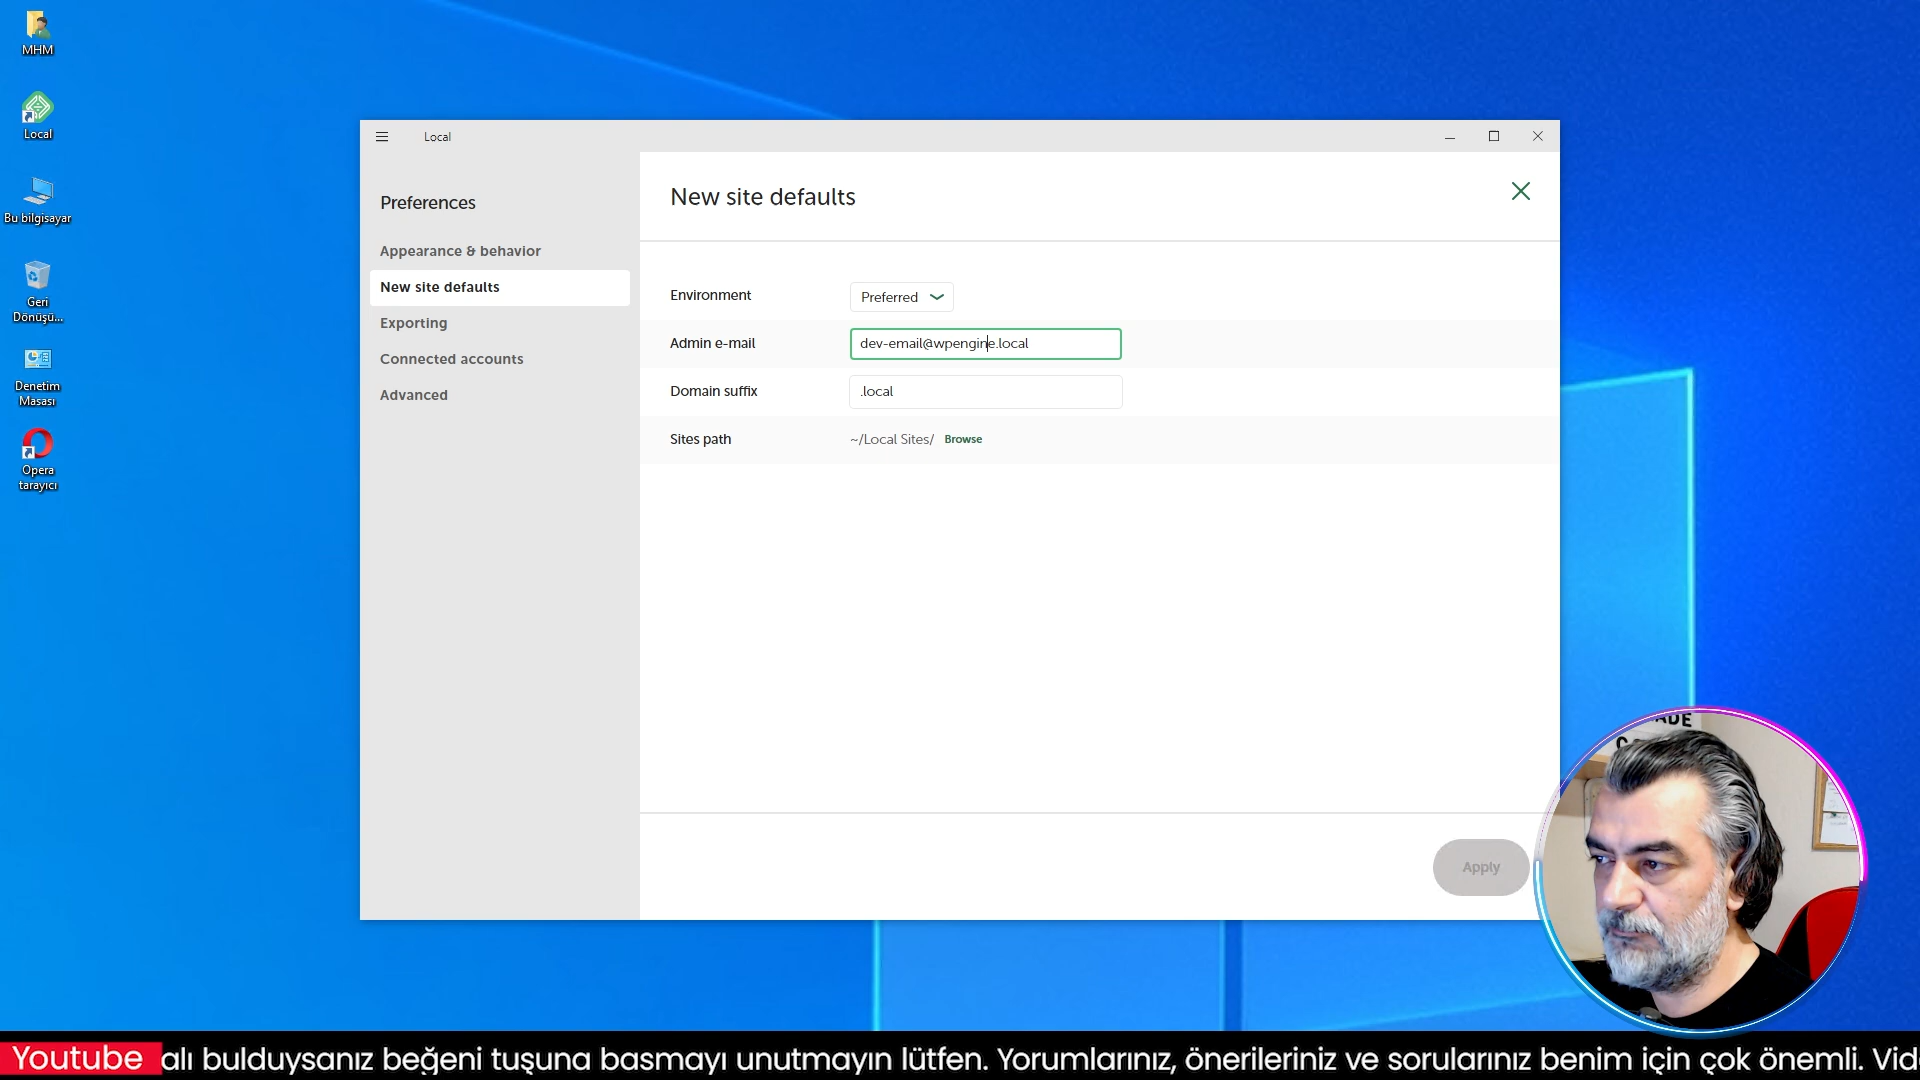 MHM
Local
Bu bilgisayar
Geri
Dönüşü...
Denetim
Masası
Opera
tarayıcı
Local
Preferences
Appearance & behavior
New site defaults
Exporting
Connected accounts
Advanced
New site defaults
Environment
Preferred
Admin e-mail
dev-email@wpengine.local
Domain suffix
.local
Sites path
~/Local Sites/
Browse
Apply
Youtube
alı bulduysanız beğeni tuşuna basmayı unutmayın lütfen. Yorumlarınız, önerileriniz ve sorularınız benim için çok önemli. Vid